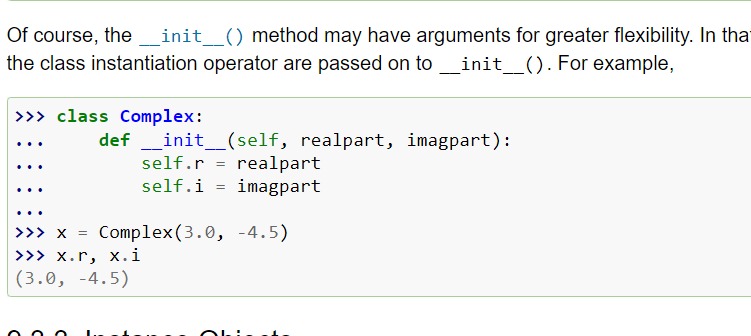 Of course, the __init__() method may have arguments for greater flexibility. In
the class instantiation operator are passed on to __init__(). For example,
>>> class Complex:
...     def __init__(self, realpart, imagpart):
...         self.r = realpart
...         self.i = imagpart
...
>>> x = Complex(3.0, -4.5)
>>> x.r, x.i
(3.0, -4.5)